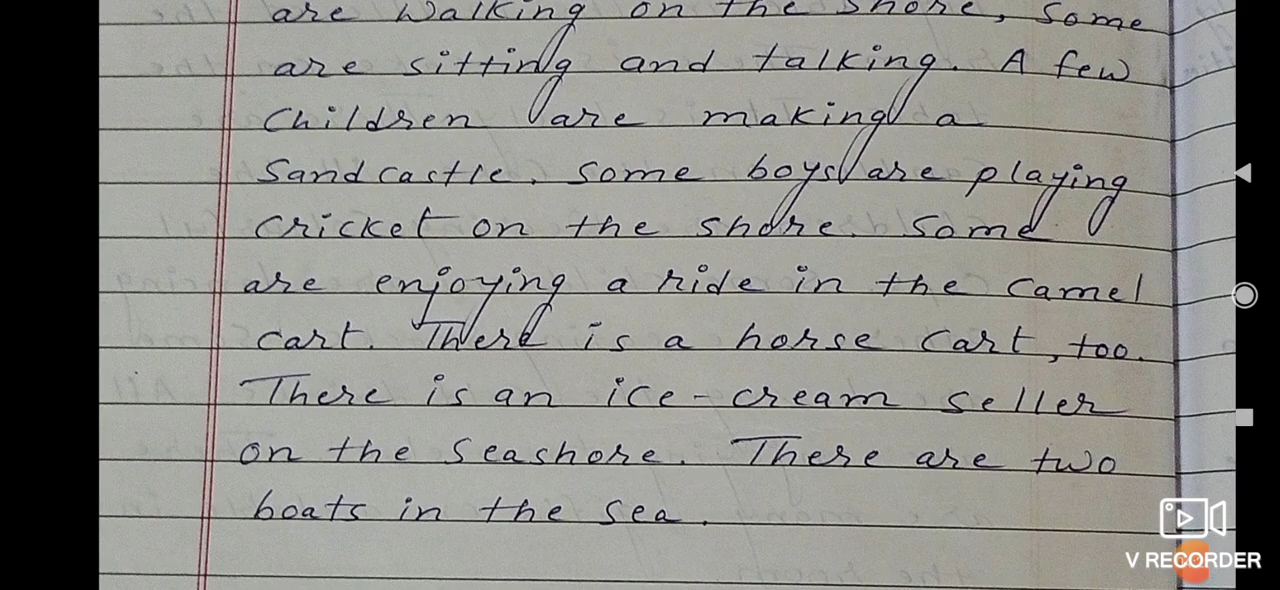 are walking on the shore, some
are sitting and talking. A few
children are making a
Sandcastle. Some boys are playing
cricket on the shore. Some
are enjoying a ride in the camel
cart. There is a horse cart, too.
There is an ice-cream seller
on the seashore. There are two
boats in the sea.
V RECORDER